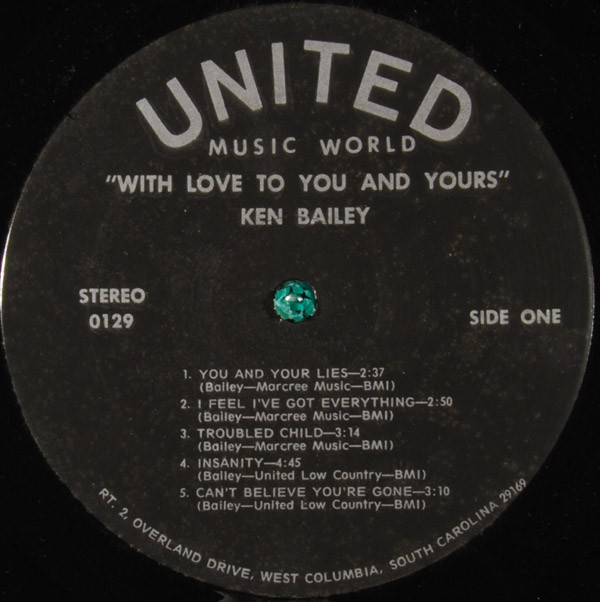 UNITED
MUSIC WORLD
"WITH LOVE TO YOU AND YOURS"
KEN BAILEY
STEREO
0129
SIDE ONE
1. YOU AND YOUR LIES—2:37
(Bailey—Marcree Music—BMI)
2. I FEEL I'VE GOT EVERYTHING—2:50
(Bailey—Marcree Music—BMI)
3. TROUBLED CHILD—3:14
(Bailey—Marcree Music—BMI)
4. INSANITY—4:45
(Bailey—United Low Country—BMI)
5. CAN'T BELIEVE YOU'RE GONE—3:10
(Bailey—United Low Country—BMI)
RT. 2, OVERLAND DRIVE, WEST COLUMBIA, SOUTH CAROLINA 29169